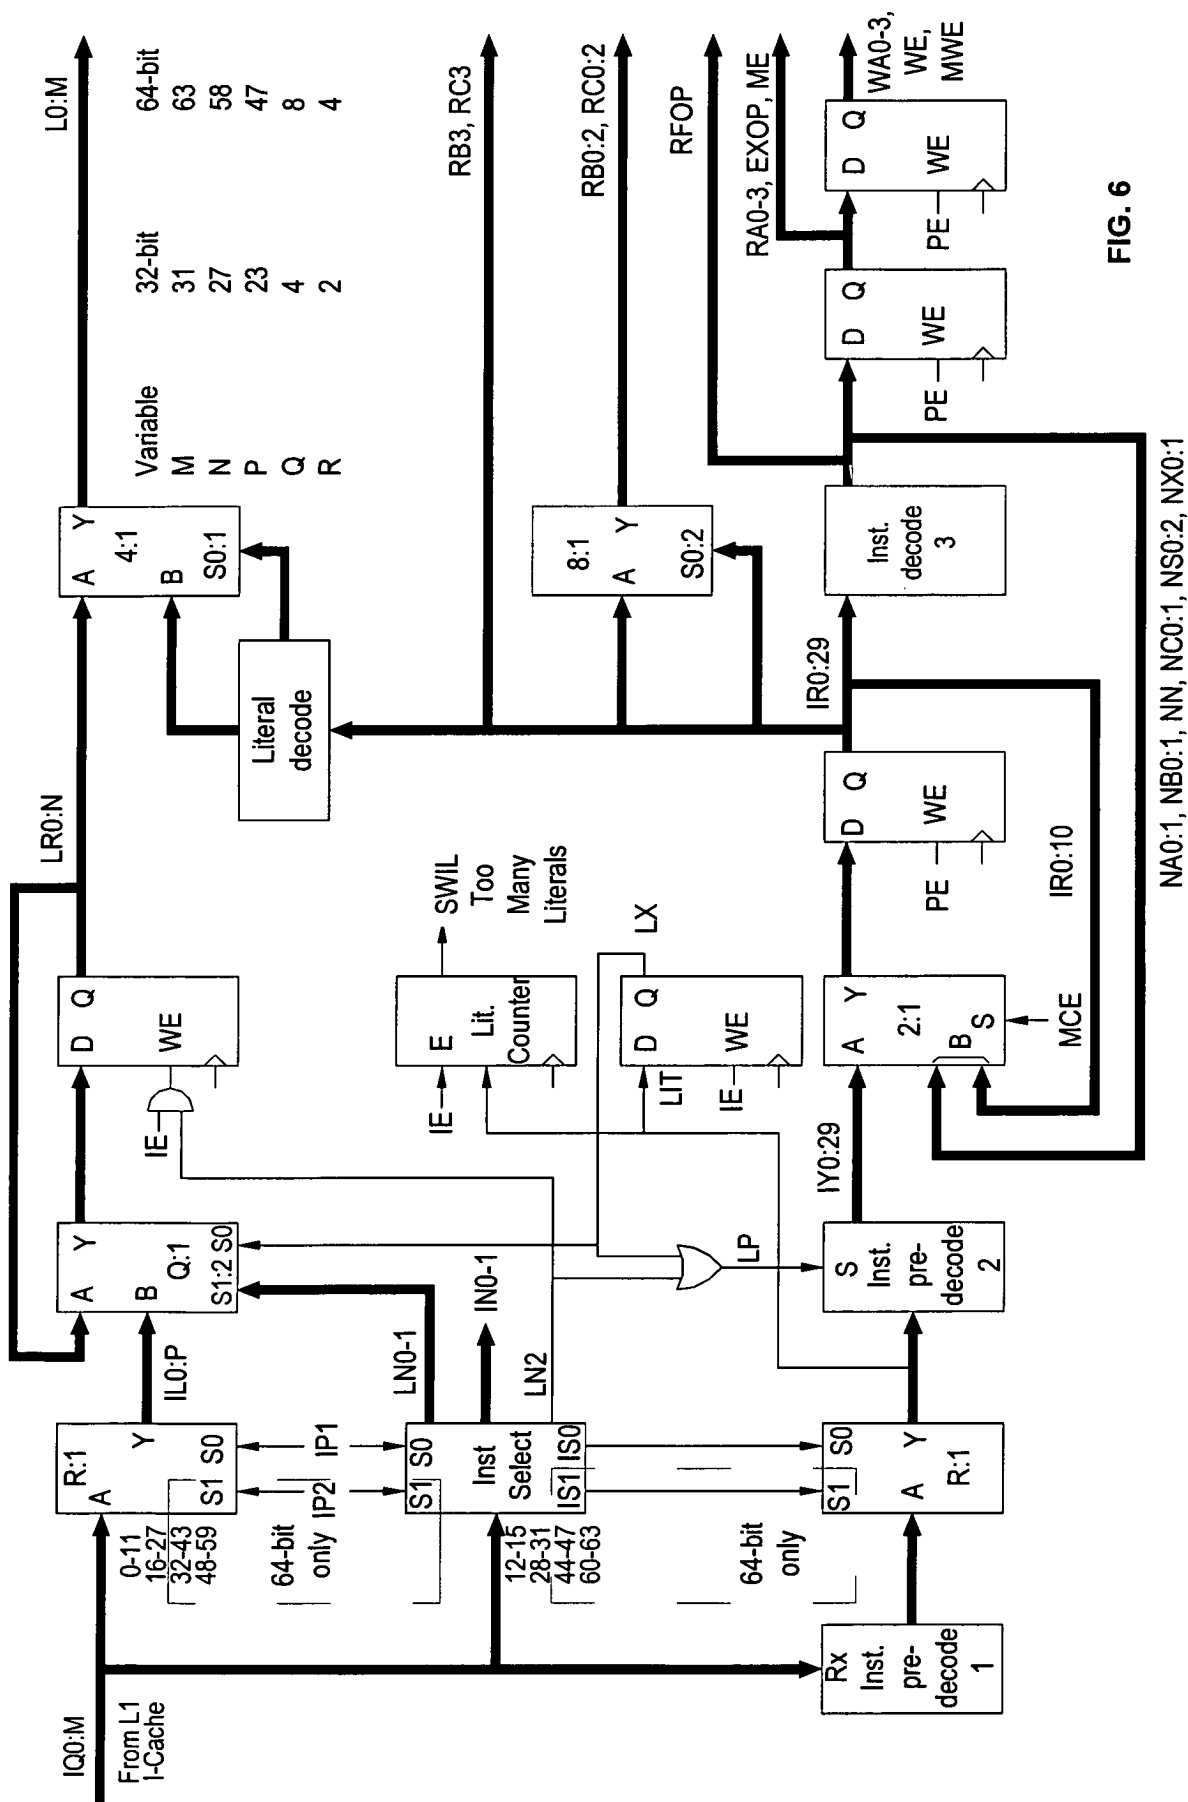 IQ0:M
From L1
I-Cache
0-11
16-27
32-43
48-59
R:1
A
Y
S1 S0
64-bit
only
IP2
IP1
12-15
28-31
44-47
60-63
S1 S0
Inst
Select
IS1 IS0
64-bit
only
Rx
Inst.
pre-
decode
1
S1 S0
A Y
R:1
IL0:P
LN0-1
IN0-1
LN2
A Y
B
Q:1
S1:2 S0
LP
S
Inst.
pre-
decode
2
IY0:29
IE
D Q
WE
LR0:N
IE
E
Lit.
Counter
SWIL
Too
Many
Literals
LIT
D Q
IE
WE
LX
A Y
2:1
B
S
MCE
D Q
PE
WE
IR0:10
IR0:29
Literal
decode
A Y
4:1
B
S0:1
8:1
A Y
S0:2
Inst.
decode
3
NA0:1, NB0:1, NN, NC0:1, NS0:2, NX0:1
D Q
PE
WE
D Q
PE
WE
L0:M
RB3, RC3
RB0:2, RC0:2
RFOP
RA0-3, EXOP, ME
WA0-3,
WE,
MWE
Variable 32-bit 64-bit
M 31 63
N 27 58
P 23 47
Q 4 8
R 2 4
FIG. 6